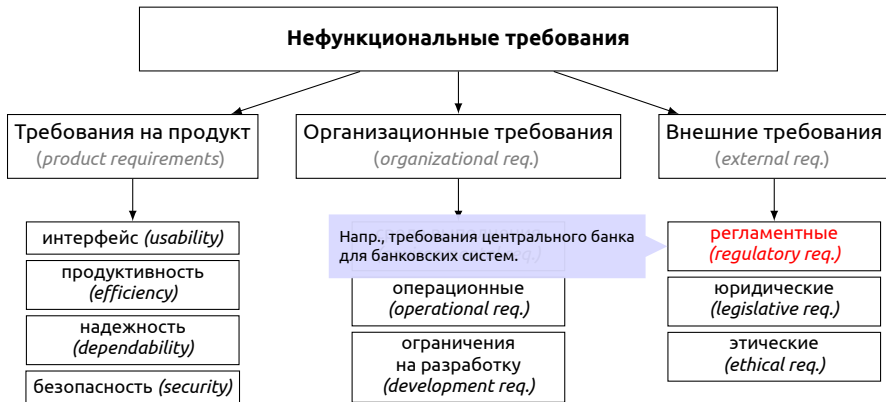 Нефункциональные требования
Требования на продукт
(product requirements)
Организационные требования
(organizational req.)
Внешние требования
(external req.)
интерфейс (usability)
продуктивность
(efficiency)
надежность
(dependability)
безопасность (security)
Напр., требования центрального банка
для банковских систем.
операционные
(operational req.)
ограничения
на разработку
(development req.)
регламентные
(regulatory req.)
юридические
(legislative req.)
этические
(ethical req.)